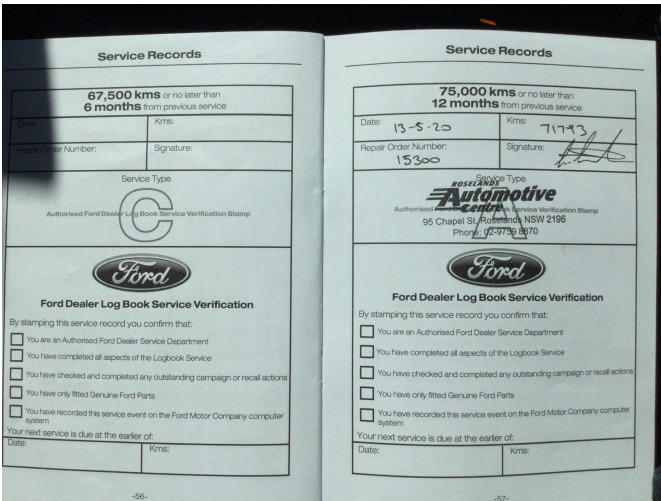 Service Records
67,500 kms or no later than
6 months from previous service
Date:
Kms:
Repair Order Number:
Signature:
Service Type
C
Authorised Ford Dealer Log Book Service Verification Stamp
Ford
Ford Dealer Log Book Service Verification
By stamping this service record you confirm that:
You are an Authorised Ford Dealer Service Department
You have completed all aspects of the Logbook Service
You have checked and completed any outstanding campaign or recall actions
You have only fitted Genuine Ford Parts
You have recorded this service event on the Ford Motor Company computer
system
Your next service is due at the earlier of:
Date:
Kms:
-56-
Service Records
75,000 kms or no later than
12 months from previous service
Date: 13-5-20
Kms: 71793
Repair Order Number:
15300
Signature:
Service Type
A
ROSELANDS
Automotive
Centre
Authorised Ford Service Verification Stamp
95 Chapel St, Roselands NSW 2196
Phone: 02-9759 8870
Ford
Ford Dealer Log Book Service Verification
By stamping this service record you confirm that:
You are an Authorised Ford Dealer Service Department
You have completed all aspects of the Logbook Service
You have checked and completed any outstanding campaign or recall actions
You have only fitted Genuine Ford Parts
You have recorded this service event on the Ford Motor Company computer
system
Your next service is due at the earlier of:
Date:
Kms:
-57-